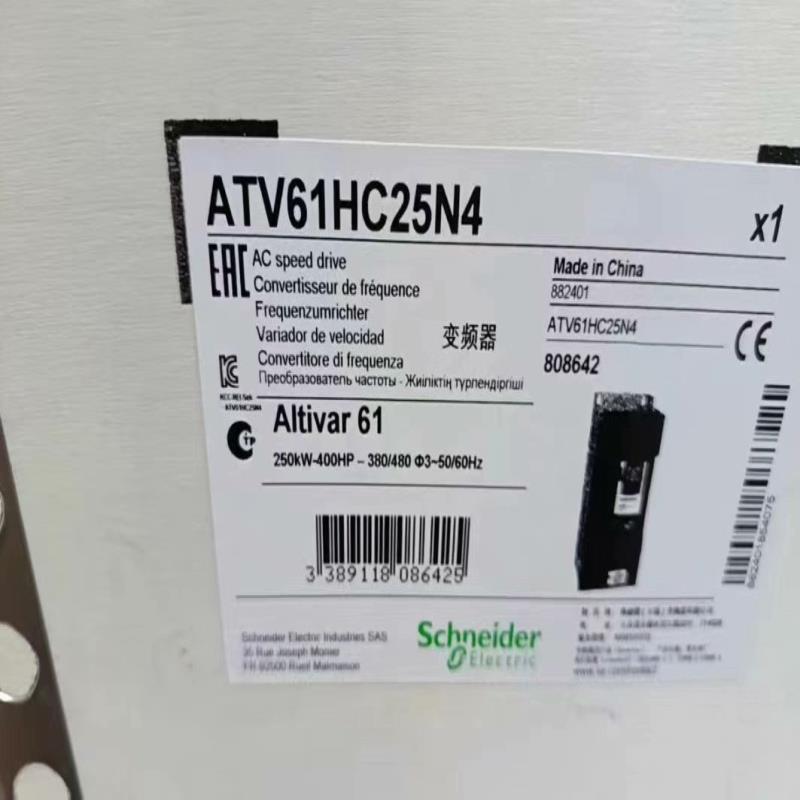 ATV61HC25N4
x1
EAC
AC speed drive
Convertisseur de fréquence
Frequenzumrichter
Variador de velocidad
变频器
Convertitore di frequenza
Преобразователь частоты - Жиіліктің түрлендіргіші
Made in China
882401
ATV61HC25N4
808642
CE
ATV61HC25N4
Altivar 61
250kW-400HP – 380/480 Φ3~50/60Hz
3 389118 086425
Schneider Electric Industries SAS
35 Rue Joseph Monier
FR 92500 Rueil Malmaison
Schneider
Electric